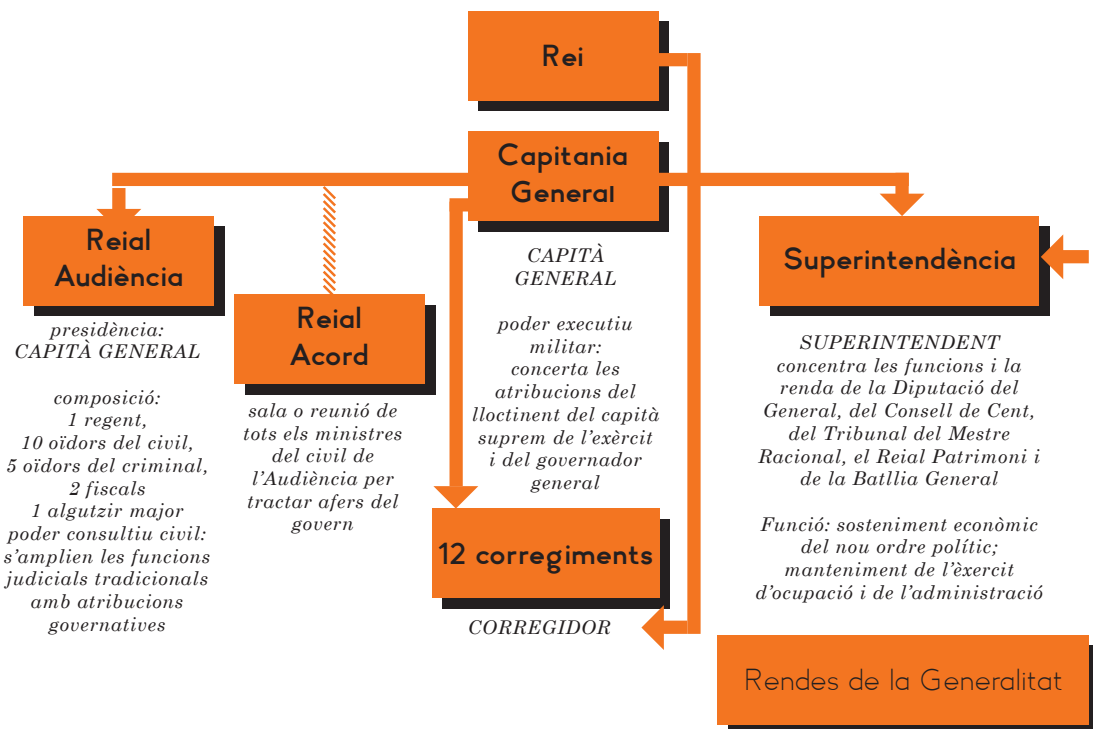 Rei
Capitania
General
CAPITÀ
GENERAL
poder executiu
militar:
concerta les
atribucions del
lloctinent del capità
suprem de l'exèrcit
i del governador
general
Reial
Audiència
presidència:
CAPITÀ GENERAL
composició:
1 regent,
10 oïdors del civil,
5 oïdors del criminal,
2 fiscals
1 algutzir major
poder consultiu civil:
s'amplien les funcions
judicials tradicionals
amb atribucions
governatives
Reial
Acord
sala o reunió de
tots els ministres
del civil de
l'Audiència per
tractar afers del
govern
12 corregiments
CORREGIDOR
Superintendència
SUPERINTENDENT
concentra les funcions i la
renda de la Diputació del
General, del Consell de Cent,
del Tribunal del Mestre
Racional, el Reial Patrimoni i
de la Batllia General
Funció: sosteniment econòmic
del nou ordre polític;
manteniment de l'èxercit
d'ocupació i de l'administració
Rendes de la Generalitat